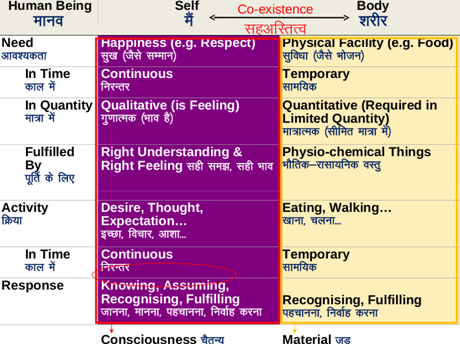 Human Being Self Co-existence Body
मानव मैं सहअस्तित्व शरीर
Need Happiness (e.g. Respect) Physical Facility (e.g. Food)
आवश्यकता सुख (जैसे सम्मान) सुविधा (जैसे भोजन)
In Time Continuous Temporary
काल में निरन्तर सामयिक
In Quantity Qualitative (is Feeling) Quantitative (Required in
मात्रा में गुणात्मक (भाव है) Limited Quantity)
मात्रात्मक (सीमित मात्रा में)
Fulfilled Right Understanding & Physio-chemical Things
By Right Feeling सही समझ, सही भाव भौतिक–रासायनिक वस्तु
पूर्ति के लिए
Activity Desire, Thought, Eating, Walking…
क्रिया Expectation… खाना, चलना…
इच्छा, विचार, आशा…
In Time Continuous Temporary
काल में निरन्तर सामयिक
Response Knowing, Assuming,
Recognising, Fulfilling Recognising, Fulfilling
जानना, मानना, पहचानना, निर्वाह करना पहचानना, निर्वाह करना
Consciousness चैतन्य Material जड़